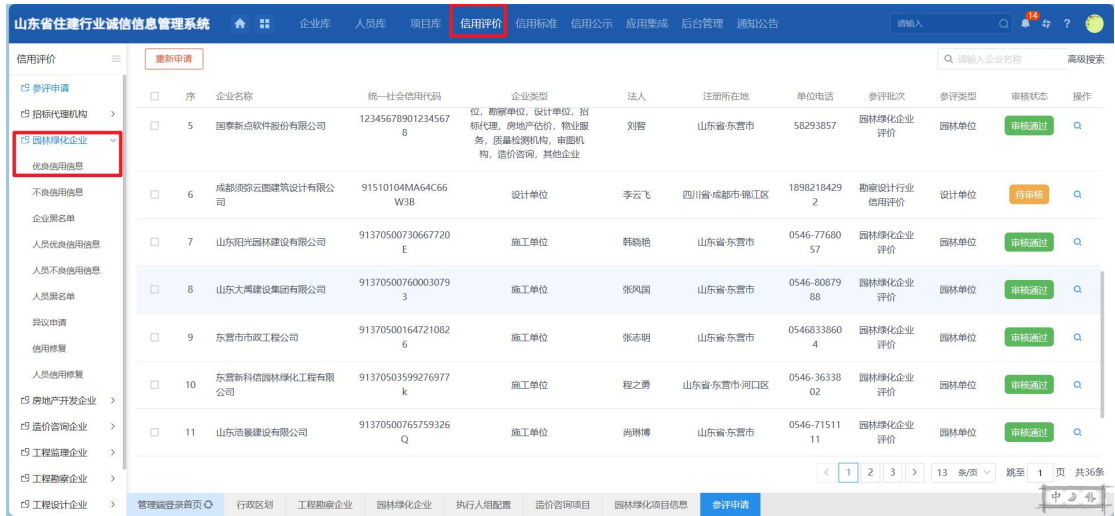 山东省住建行业诚信信息管理系统 企业库 人员库 项目库 信用评价 信用标准 信用公示 应用集成 后台管理 通知公告 请输入 14 ?
信用评价 重新申请 请输入企业名称 高级搜索
参评申请
招标代理机构
园林绿化企业
优良信用信息
不良信用信息
企业黑名单
人员优良信用信息
人员不良信用信息
人员黑名单
异议申请
信用修复
人员信用修复
房地产开发企业
造价咨询企业
工程监理企业
工程勘察企业
工程设计企业
序 企业名称 统一社会信用代码 企业类型 法人 注册所在地 单位电话 参评批次 参评类型 审核状态 操作
位, 勘察单位, 设计单位, 招
5 国泰新点软件股份有限公司 12345678901234567 标代理, 房地产估价, 物业服 刘智 山东省·东营市 58293857 园林绿化企业 园林单位 审核通过
8 务, 质量检测机构, 审图机 评价
构, 造价咨询, 其他企业
6 成都须弥云图建筑设计有限公 91510104MA64C66 设计单位 李云飞 四川省·成都市·锦江区 1898218429 勘察设计行业 设计单位 待审核
司 W3B 2 信用评价
7 山东阳光园林建设有限公司 91370500730667720 施工单位 韩晓艳 山东省·东营市 0546-77680 园林绿化企业 园林单位 审核通过
E 57 评价
8 山东大禹建设集团有限公司 91370500760003079 施工单位 张风国 山东省·东营市 0546-80879 园林绿化企业 园林单位 审核通过
3 88 评价
9 东营市市政工程公司 91370500164721082 施工单位 张志明 山东省·东营市 0546833860 园林绿化企业 园林单位 审核通过
6 4 评价
10 东营新科信园林绿化工程有限 91370503599276977 施工单位 程之勇 山东省·东营市·河口区 0546-36338 园林绿化企业 园林单位 审核通过
公司 k 02 评价
11 山东浩景建设有限公司 91370500765759326 施工单位 尚琳博 山东省·东营市 0546-71511 园林绿化企业 园林单位 审核通过
Q 11 评价
1 2 3 13 条/页 跳至 1 页 共36条
管理端登录首页 行政区划 工程勘察企业 园林绿化企业 执行人组配置 造价咨询项目 园林绿化项目信息 参评申请 中